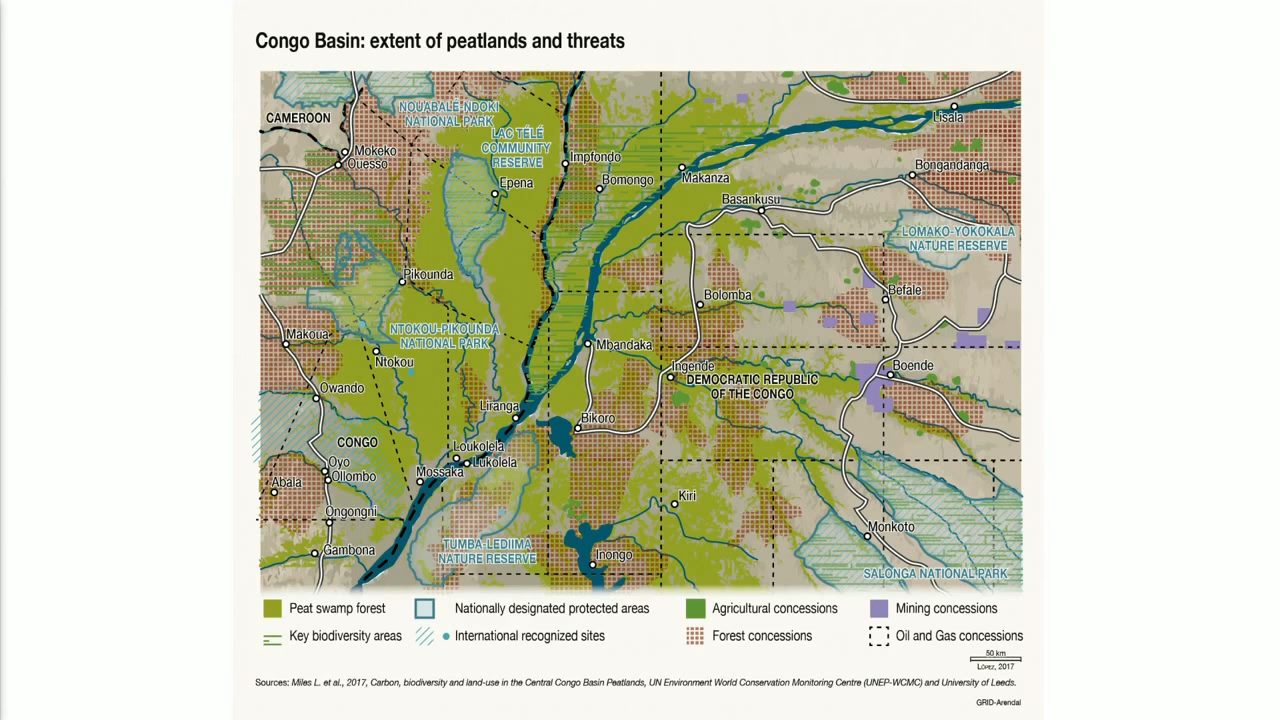 Congo Basin: extent of peatlands and threats
NOUABALÉ-NDOKI
NATIONAL PARK
CAMEROON
LAC TÉLÉ
COMMUNITY
RESERVE
Lisala
Mokeko
Ouesso
Impfondo
Bongandanga
Epena
Bomongo
Makanza
Basankusu
LOMAKO-YOKOKALA
NATURE RESERVE
Pikounda
Bolomba
Befale
NTOKOU-PIKOUNDA
NATIONAL PARK
Makoua
Mbandaka
Ntokou
Ingende
Boende
DEMOCRATIC REPUBLIC
OF THE CONGO
Owando
Liranga
Bikoro
CONGO
Loukolela
Lukolela
Oyo
Ollombo
Mossaka
Abala
Kiri
Ongongni
Monkoto
Gambona
TUMBA-LEDIIMA
NATURE RESERVE
Inongo
SALONGA NATIONAL PARK
Peat swamp forest
Nationally designated protected areas
Agricultural concessions
Mining concessions
Key biodiversity areas
International recognized sites
Forest concessions
Oil and Gas concessions
50 km
LÓPEZ, 2017
Sources: Miles L. et al., 2017, Carbon, biodiversity and land-use in the Central Congo Basin Peatlands, UN Environment World Conservation Monitoring Centre (UNEP-WCMC) and University of Leeds.
GRID-Arendal